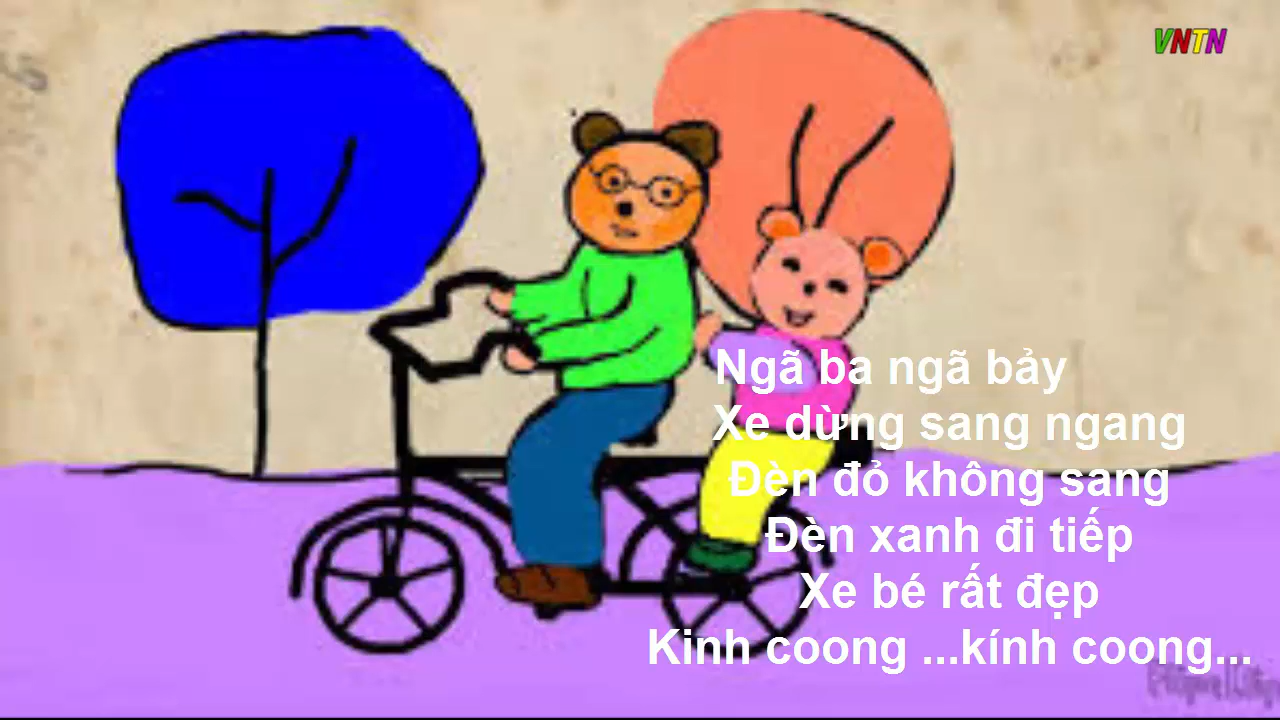 VNTN
Ngã ba ngã bảy
Xe dừng sang ngang
Đèn đỏ không sang
Đèn xanh đi tiếp
Xe bé rất đẹp
Kinh coong ...kính coong...